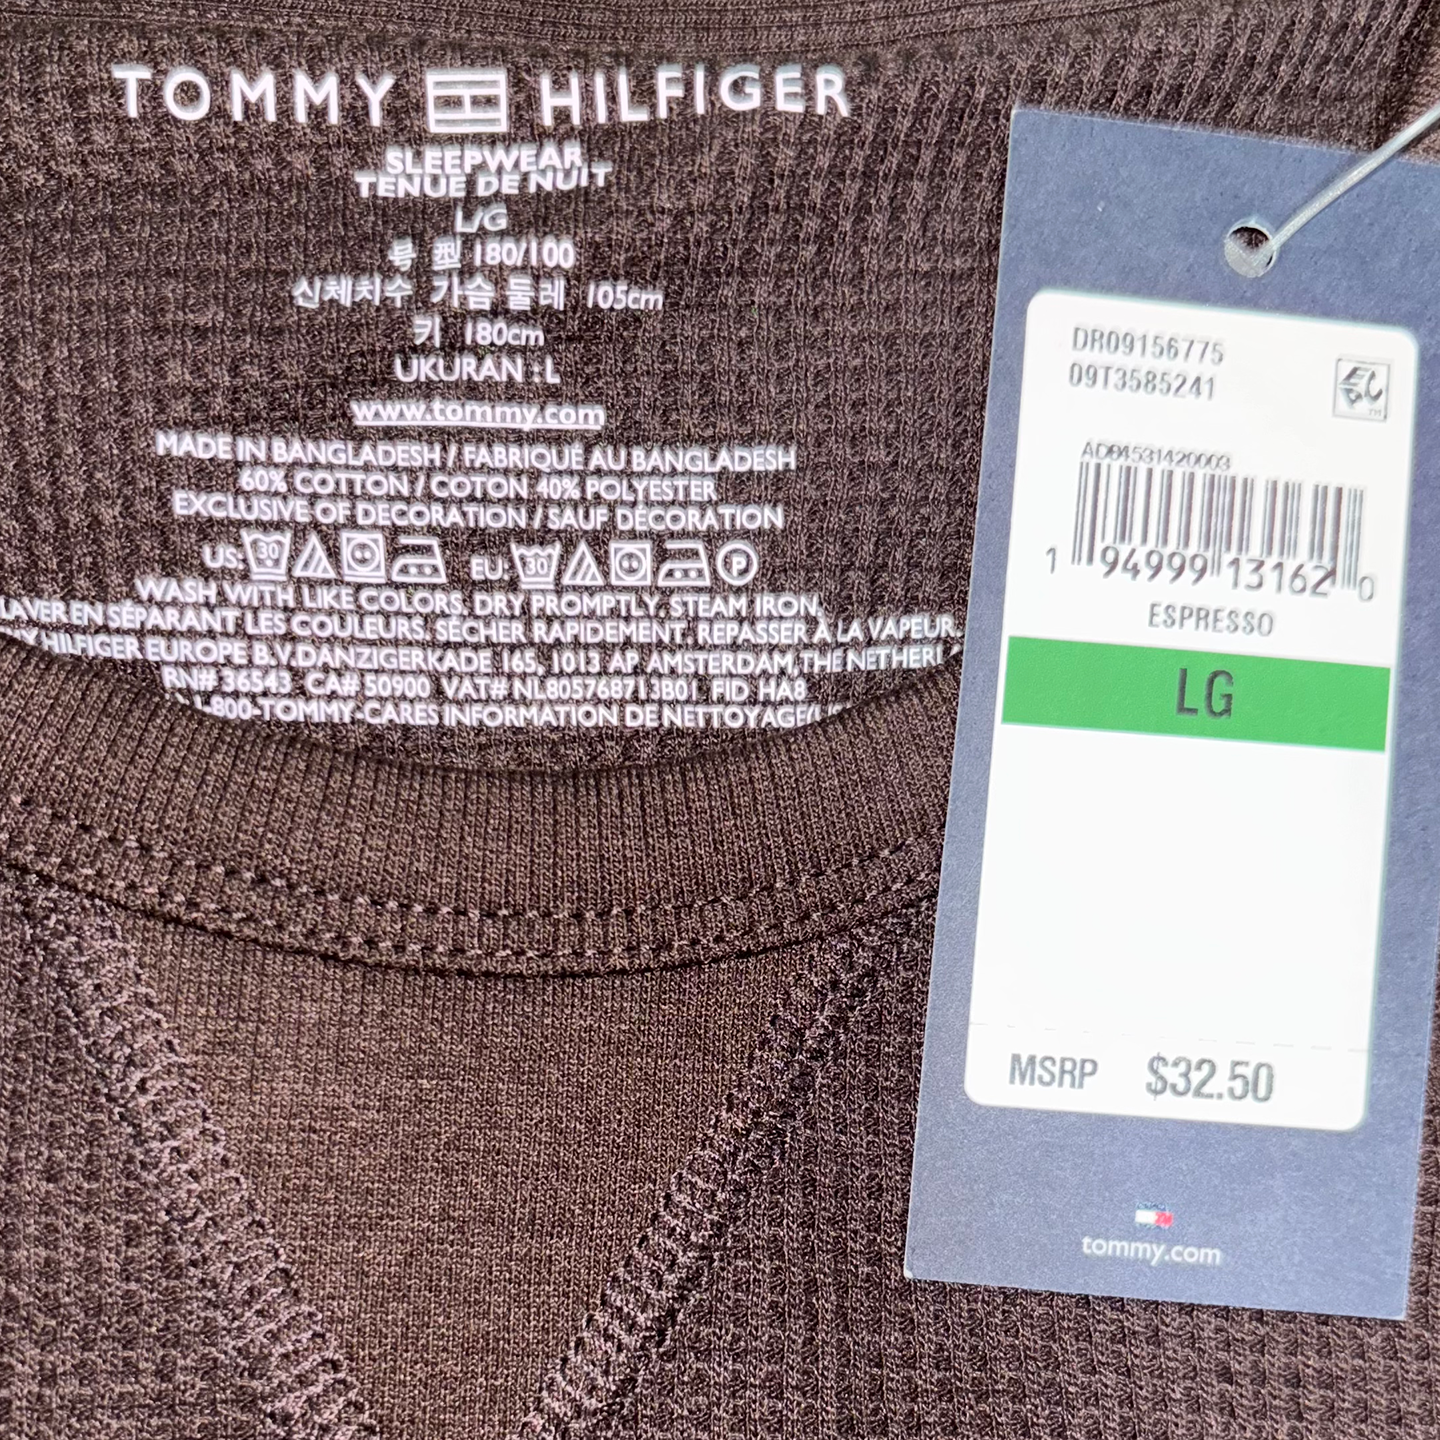 TOMMY HILFIGER
SLEEPWEAR
TENUE DE NUIT
L/G
号 型 180/100
신체치수 가슴 둘레 105cm
키 180cm
UKURAN : L
www.tommy.com
MADE IN BANGLADESH / FABRIQUÉ AU BANGLADESH
60% COTTON / COTON 40% POLYESTER
EXCLUSIVE OF DECORATION / SAUF DÉCORATION
US: 30 EU: 30 P
WASH WITH LIKE COLORS, DRY PROMPTLY, STEAM IRON,
LAVER EN SÉPARANT LES COULEURS, SÉCHER RAPIDEMENT, REPASSER À LA VAPEUR,
HILFIGER EUROPE B.V. DANZIGERKADE 165, 1013 AP AMSTERDAM, THE
RN# 36543 CA# 50900 VAT# NL805768713B01 FID HA8
1-800-TOMMY-CARES INFORMATION DE NETTOYAGE
DR09156775
09T3585241
1 94999 13162 0
ESPRESSO
LG
MSRP $32.50
tommy.com